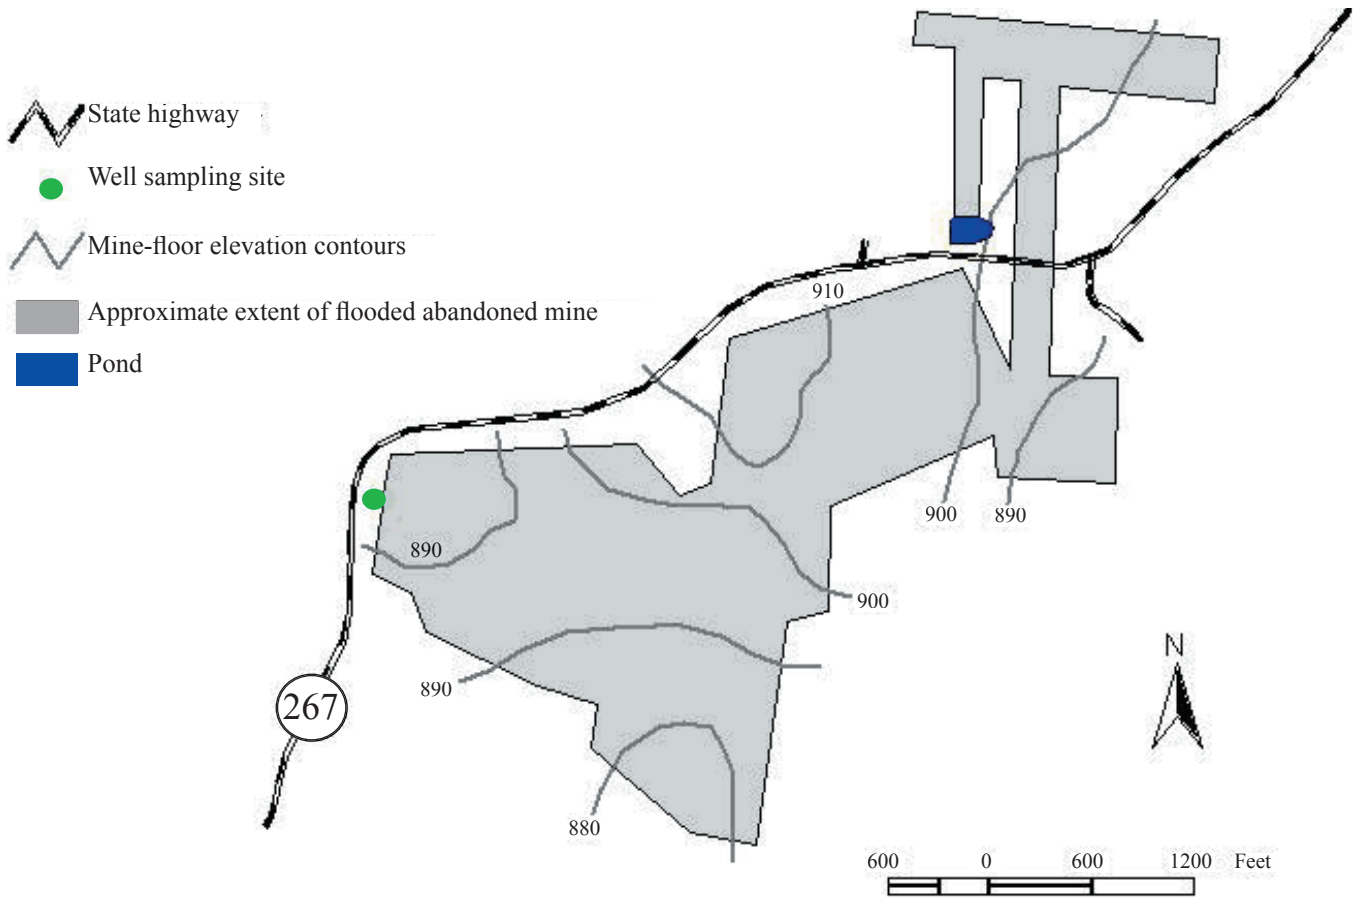 State highway
Well sampling site
Mine-floor elevation contours
Approximate extent of flooded abandoned mine
Pond
910
900
890
890
900
890
880
267
N
600 0 600 1200 Feet